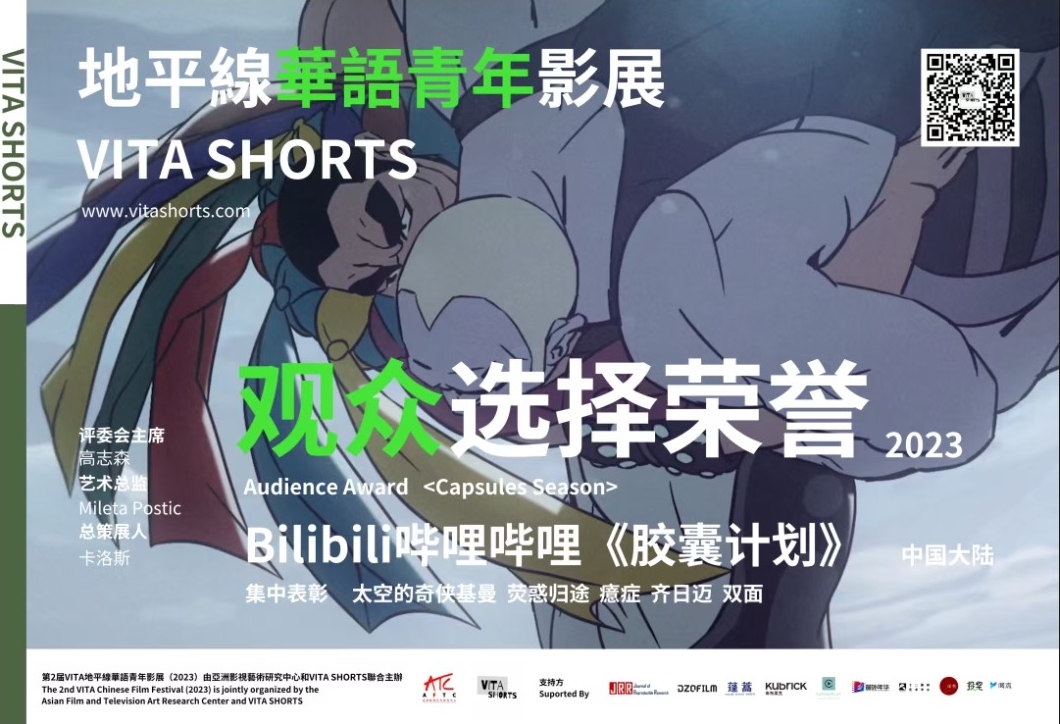 VITA SHORTS
地平線華語青年影展
VITA SHORTS
www.vitashorts.com
观众选择荣誉 2023
评委会主席
高志森
艺术总监
Mileta Postic
总策展人
卡洛斯
Audience Award <Capsules Season>
Bilibili哔哩哔哩《胶囊计划》 中国大陆
集中表彰 太空的奇侠基曼 荧惑归途 癔症 齐日迈 双面
第2届VITA地平線華語青年影展（2023）由亞洲影視藝術研究中心和VITA SHORTS聯合主辦
The 2nd VITA Chinese Film Festival (2023) is jointly organized by the
Asian Film and Television Art Research Center and VITA SHORTS
ATC
AFTC
VITA
SHORTS
支持方
Suported By
JRR
DZOFILM
KUBRICK